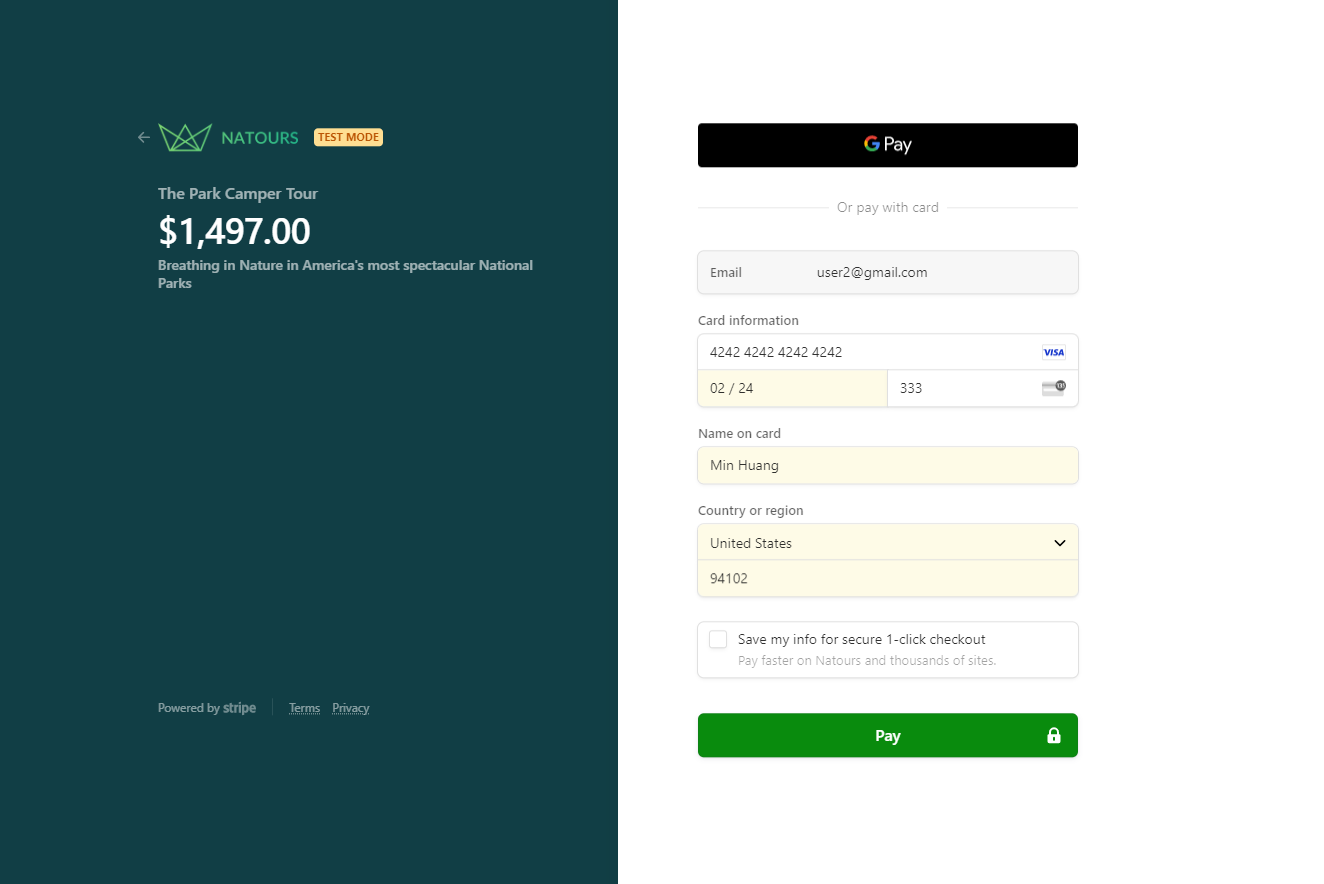 NATOURS TEST MODE
The Park Camper Tour
$1,497.00
Breathing in Nature in America's most spectacular National
Parks
Powered by stripe
Terms Privacy
G Pay
Or pay with card
Email user2@gmail.com
Card information
4242 4242 4242 4242 VISA
02 / 24 333
Name on card
Min Huang
Country or region
United States
94102
Save my info for secure 1-click checkout
Pay faster on Natours and thousands of sites.
Pay